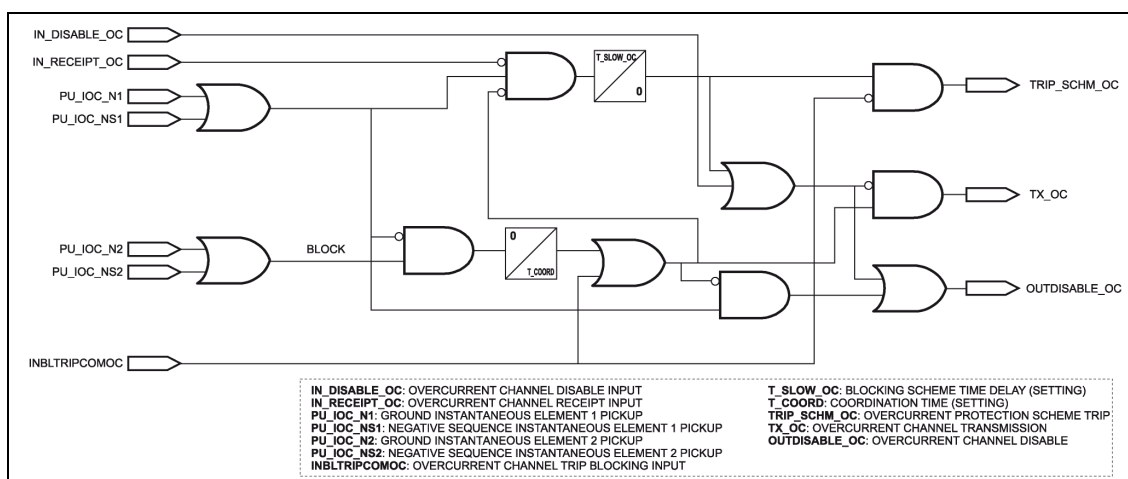 IN_DISABLE_OC
IN_RECEIPT_OC
PU_IOC_N1
PU_IOC_NS1
T_SLOW_OC
0
TRIP_SCHM_OC
TX_OC
PU_IOC_N2
PU_IOC_NS2
BLOCK
0
T_COORD
OUTDISABLE_OC
INBLTRIPCOMOC
IN_DISABLE_OC: OVERCURRENT CHANNEL DISABLE INPUT
IN_RECEIPT_OC: OVERCURRENT CHANNEL RECEIPT INPUT
PU_IOC_N1: GROUND INSTANTANEOUS ELEMENT 1 PICKUP
PU_IOC_NS1: NEGATIVE SEQUENCE INSTANTANEOUS ELEMENT 1 PICKUP
PU_IOC_N2: GROUND INSTANTANEOUS ELEMENT 2 PICKUP
PU_IOC_NS2: NEGATIVE SEQUENCE INSTANTANEOUS ELEMENT 2 PICKUP
INBLTRIPCOMOC: OVERCURRENT CHANNEL TRIP BLOCKING INPUT
T_SLOW_OC: BLOCKING SCHEME TIME DELAY (SETTING)
T_COORD: COORDINATION TIME (SETTING)
TRIP_SCHM_OC: OVERCURRENT PROTECTION SCHEME TRIP
TX_OC: OVERCURRENT CHANNEL TRANSMISSION
OUTDISABLE_OC: OVERCURRENT CHANNEL DISABLE